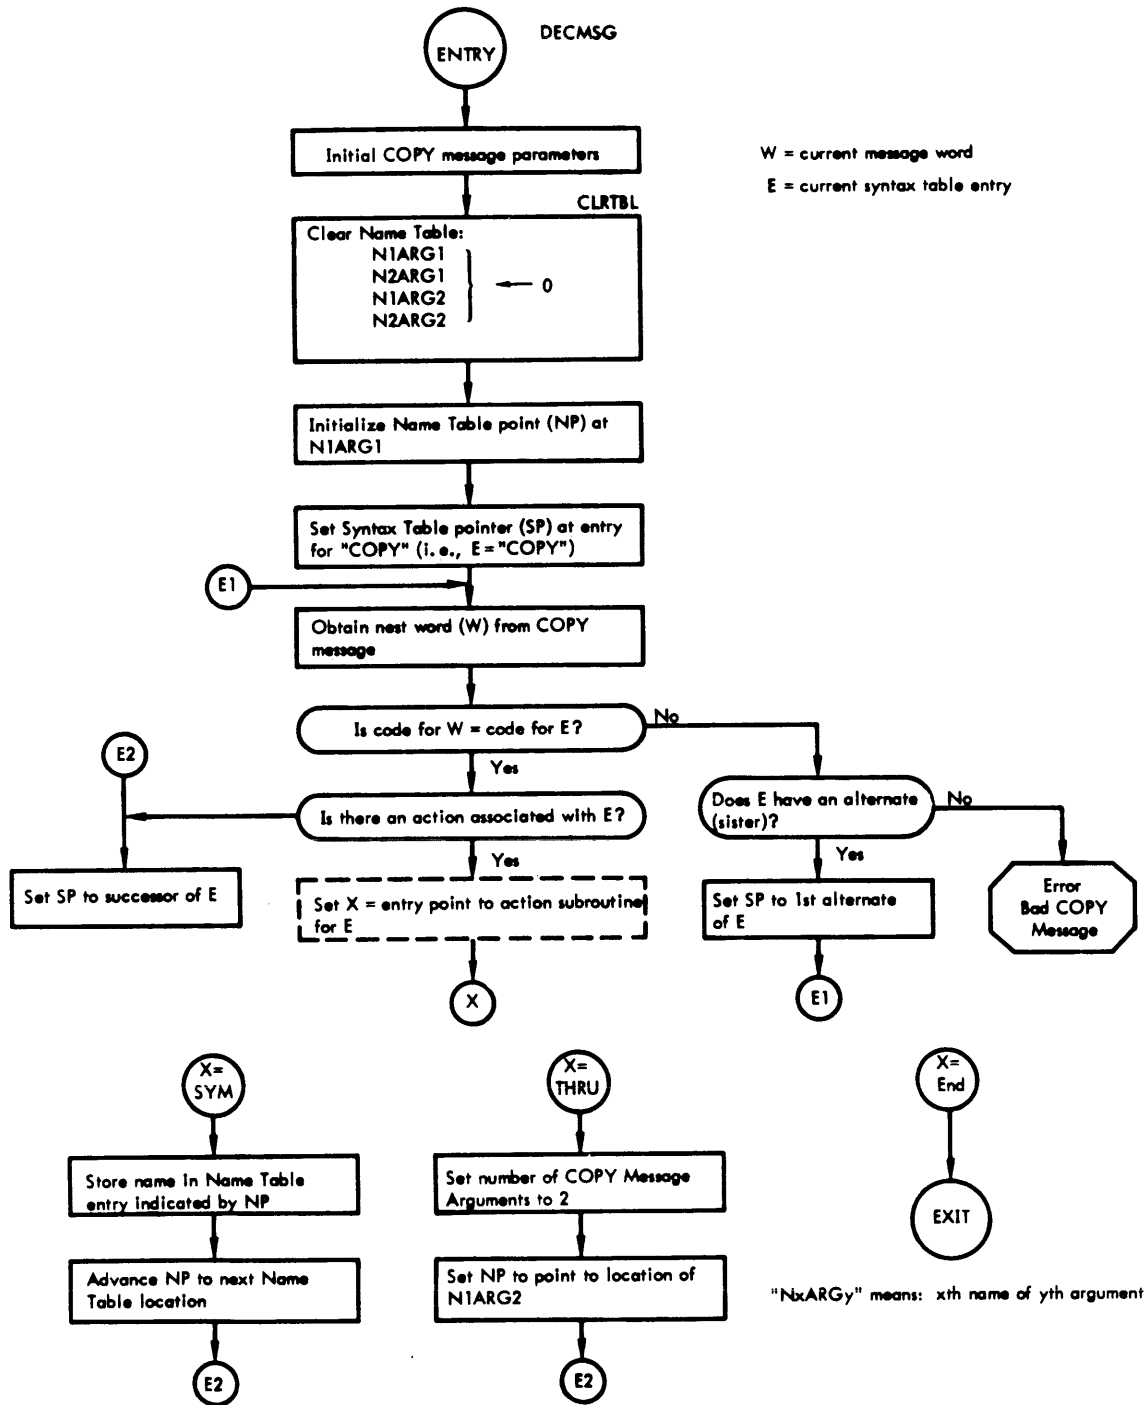 DECMSG
ENTRY
Initial COPY message parameters
W = current message word
E = current syntax table entry
CLRTBL
Clear Name Table:
N1ARG1
N2ARG1
N1ARG2
N2ARG2
0
Initialize Name Table point (NP) at
N1ARG1
Set Syntax Table pointer (SP) at entry
for "COPY" (i.e., E = "COPY")
E1
Obtain nest word (W) from COPY
message
Is code for W = code for E?
No
Yes
E2
Is there an action associated with E?
Yes
Does E have an alternate
(sister)?
No
Yes
Set SP to successor of E
Set X = entry point to action subroutine
for E
Set SP to 1st alternate
of E
Error
Bad COPY
Message
X
E1
X=
SYM
X=
THRU
X=
End
Store name in Name Table
entry indicated by NP
Set number of COPY Message
Arguments to 2
EXIT
Advance NP to next Name
Table location
Set NP to point to location of
N1ARG2
"NxARGy" means: xth name of yth argument
E2
E2